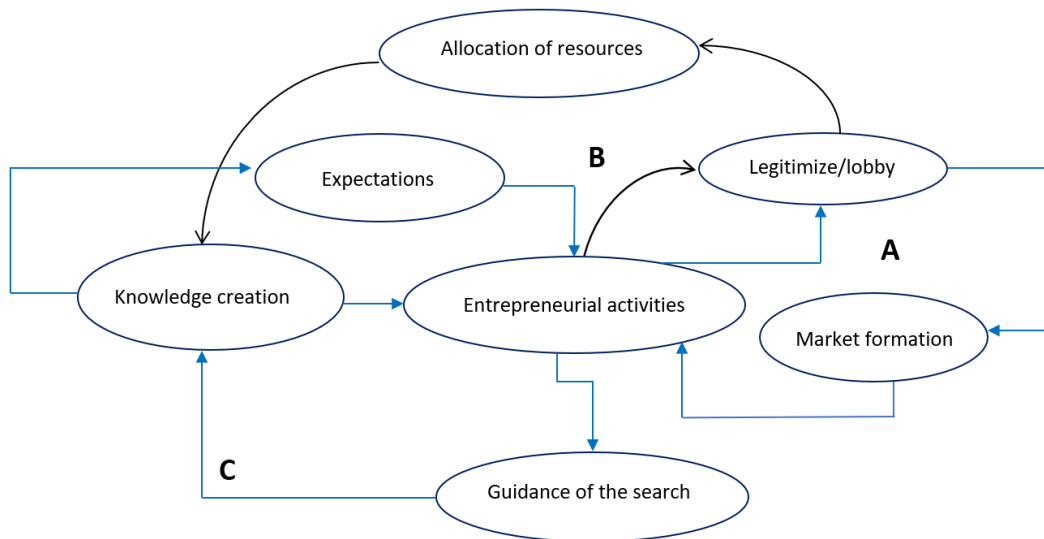 Allocation of resources
B
Legitimize/lobby
Expectations
A
Knowledge creation
Entrepreneurial activities
Market formation
C
Guidance of the search